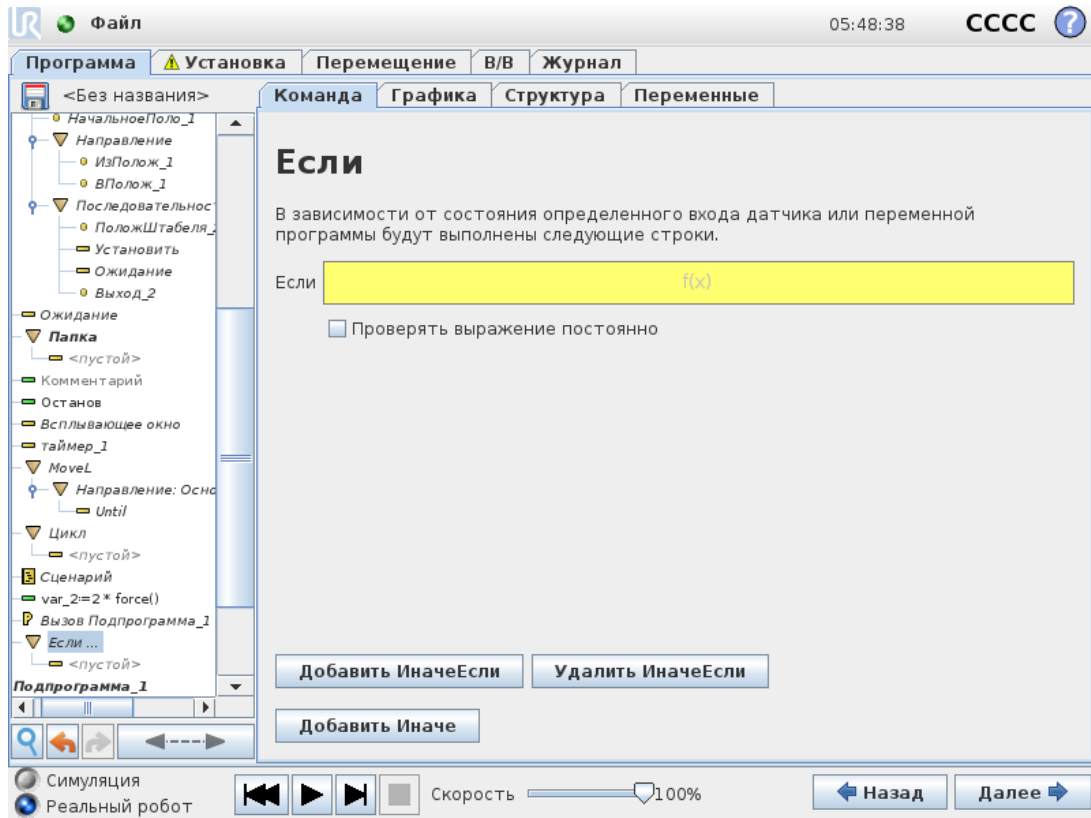 Файл 05:48:38 CCCC ?
Программа Установка Перемещение В/В Журнал
<Без названия> Команда Графика Структура Переменные
НачальноеПоло_1
Направление
ИзПолож_1
ВПолож_1
Последовательнос
ПоложШтабеля_
Установить
Ожидание
Выход_2
Ожидание
Папка
<пустой>
Комментарий
Останов
Всплывающее окно
таймер_1
MoveL
Направление: Осно
Until
Цикл
<пустой>
Сценарий
var_2:=2 * force()
Вызов Подпрограмма_1
Если ...
<пустой>
Подпрограмма_1
Если
В зависимости от состояния определенного входа датчика или переменной
программы будут выполнены следующие строки.
Если f(x)
Проверять выражение постоянно
Добавить ИначеЕсли Удалить ИначеЕсли
Добавить Иначе
Симуляция
Реальный робот
Скорость 100%
Назад Далее